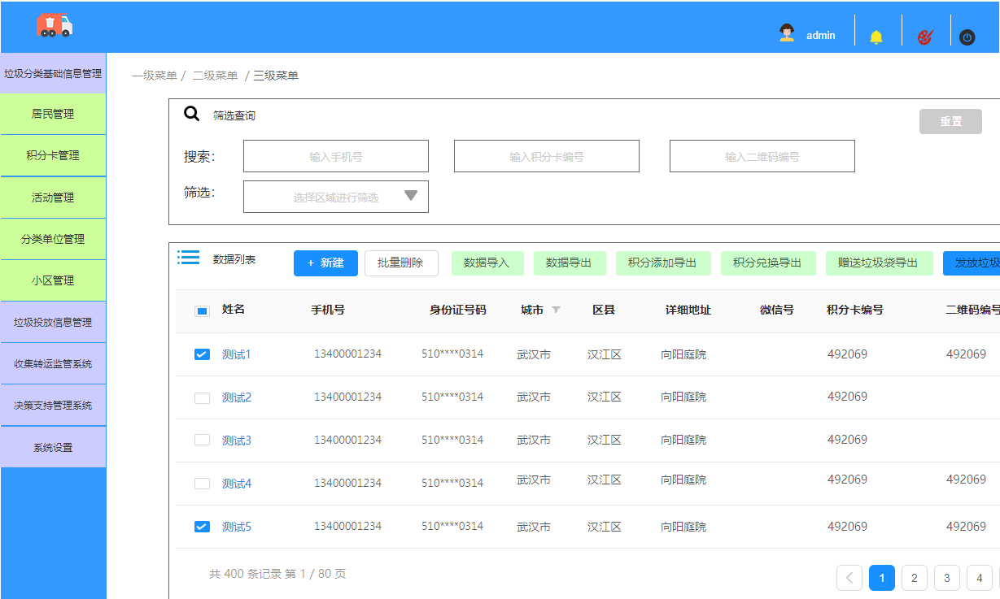 admin
垃圾分类基础信息管理
居民管理
积分卡管理
活动管理
分类单位管理
小区管理
垃圾投放信息管理
收集转运监管系统
决策支持管理系统
系统设置
一级菜单 / 二级菜单 / 三级菜单
筛选查询
重置
搜索： 输入手机号 输入积分卡编号 输入二维码编号
筛选： 选择区域进行筛选
数据列表 + 新建 批量删除 数据导入 数据导出 积分添加导出 积分兑换导出 赠送垃圾袋导出 发放垃圾
姓名 手机号 身份证号码 城市 区县 详细地址 微信号 积分卡编号 二维码编号
测试1 13400001234 510****0314 武汉市 汉江区 向阳庭院 492069 492069
测试2 13400001234 510****0314 武汉市 汉江区 向阳庭院 492069
测试3 13400001234 510****0314 武汉市 汉江区 向阳庭院 492069
测试4 13400001234 510****0314 武汉市 汉江区 向阳庭院 492069 492069
测试5 13400001234 510****0314 武汉市 汉江区 向阳庭院 492069 492069
共 400 条记录 第 1 / 80 页
1 2 3 4